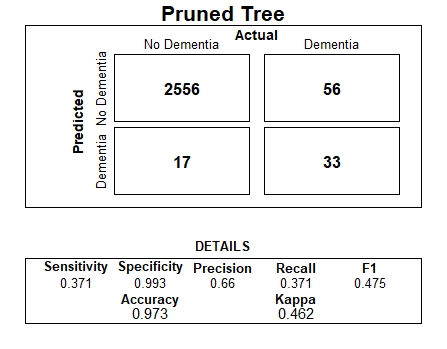 Pruned Tree
Actual
No Dementia Dementia
Predicted
No Dementia
2556 56
Dementia
17 33
DETAILS
Sensitivity Specificity Precision Recall F1
0.371 0.993 0.66 0.371 0.475
Accuracy Kappa
0.973 0.462